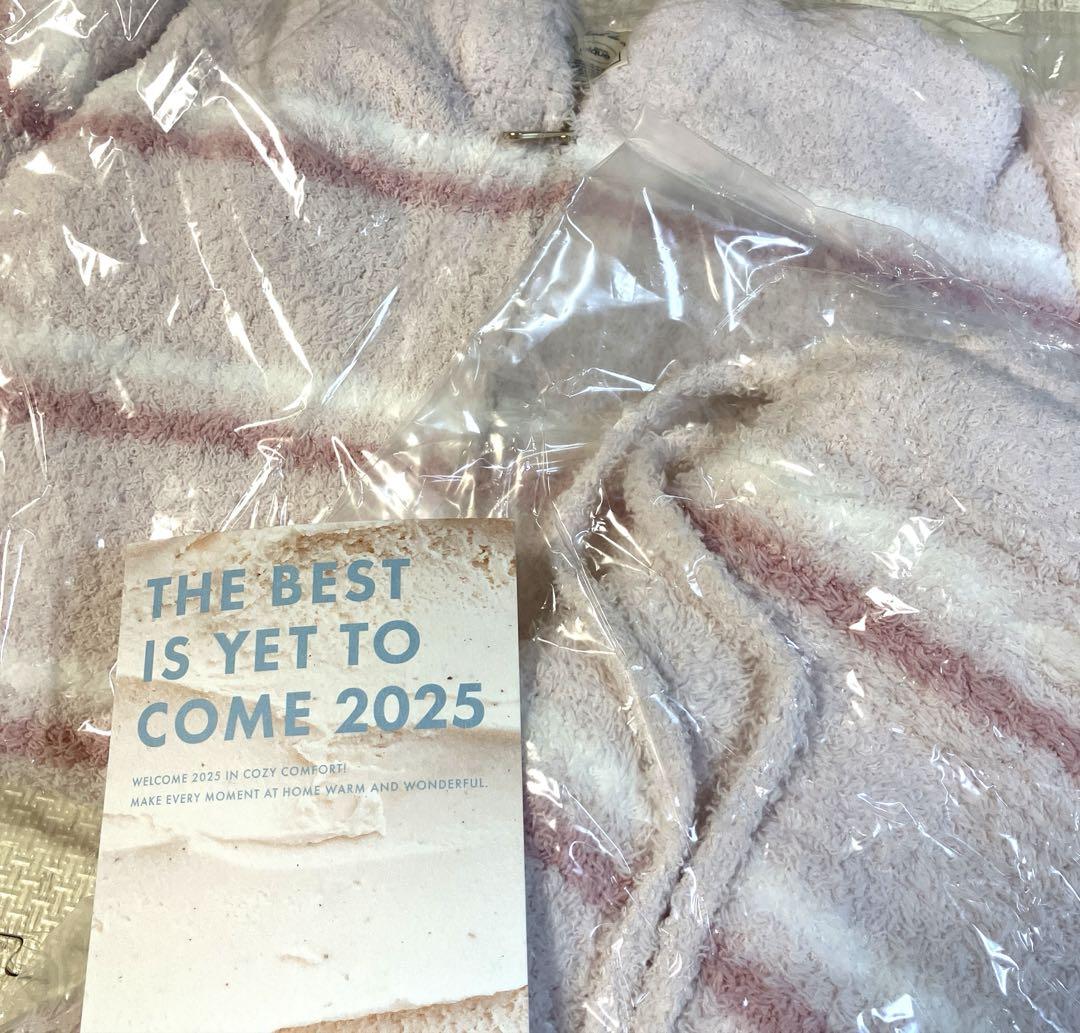 THE BEST
IS YET TO
COME 2025
WELCOME 2025 IN COZY COMFORT!
MAKE EVERY MOMENT AT HOME WARM AND WONDERFUL.